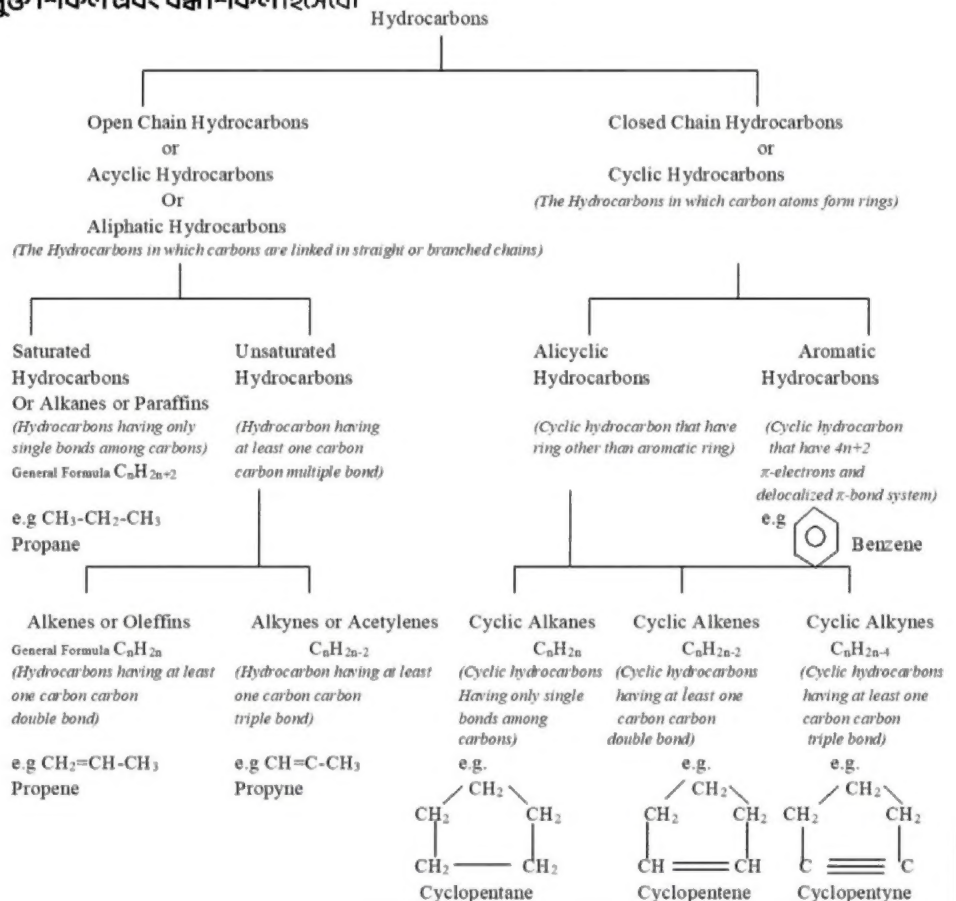 মুক্ত শিকল এবং বদ্ধ শিকল হিসেবে।
Hydrocarbons
Open Chain Hydrocarbons
or
Acyclic Hydrocarbons
Or
Aliphatic Hydrocarbons
(The Hydrocarbons in which carbons are linked in straight or branched chains)
Closed Chain Hydrocarbons
or
Cyclic Hydrocarbons
(The Hydrocarbons in which carbon atoms form rings)
Saturated
Hydrocarbons
Or Alkanes or Paraffins
(Hydrocarbons having only
single bonds among carbons)
General Formula CₙH₂ₙ₊₂
e.g CH₃-CH₂-CH₃
Propane
Unsaturated
Hydrocarbons
(Hydrocarbon having
at least one carbon
carbon multiple bond)
Alicyclic
Hydrocarbons
(Cyclic hydrocarbon that have
ring other than aromatic ring)
Aromatic
Hydrocarbons
(Cyclic hydrocarbon
that have 4n+2
π-electrons and
delocalized π-bond system)
e.g
Benzene
Alkenes or Oleffins
General Formula CₙH₂ₙ
(Hydrocarbons having at least
one carbon carbon
double bond)
e.g CH₂=CH-CH₃
Propene
Alkynes or Acetylenes
CₙH₂ₙ₋₂
(Hydrocarbon having at least
one carbon carbon
triple bond)
e.g CH=C-CH₃
Propyne
Cyclic Alkanes
CₙH₂ₙ
(Cyclic hydrocarbons
Having only single
bonds among
carbons)
e.g.
CH₂
CH₂ CH₂
CH₂ CH₂
Cyclopentane
Cyclic Alkenes
CₙH₂ₙ₋₂
(Cyclic hydrocarbons
having at least one
carbon carbon
double bond)
e.g.
CH₂
CH₂ CH₂
CH CH
Cyclopentene
Cyclic Alkynes
CₙH₂ₙ₋₄
(Cyclic hydrocarbons
having at least one
carbon carbon
triple bond)
e.g.
CH₂
CH₂ CH₂
C C
Cyclopentyne